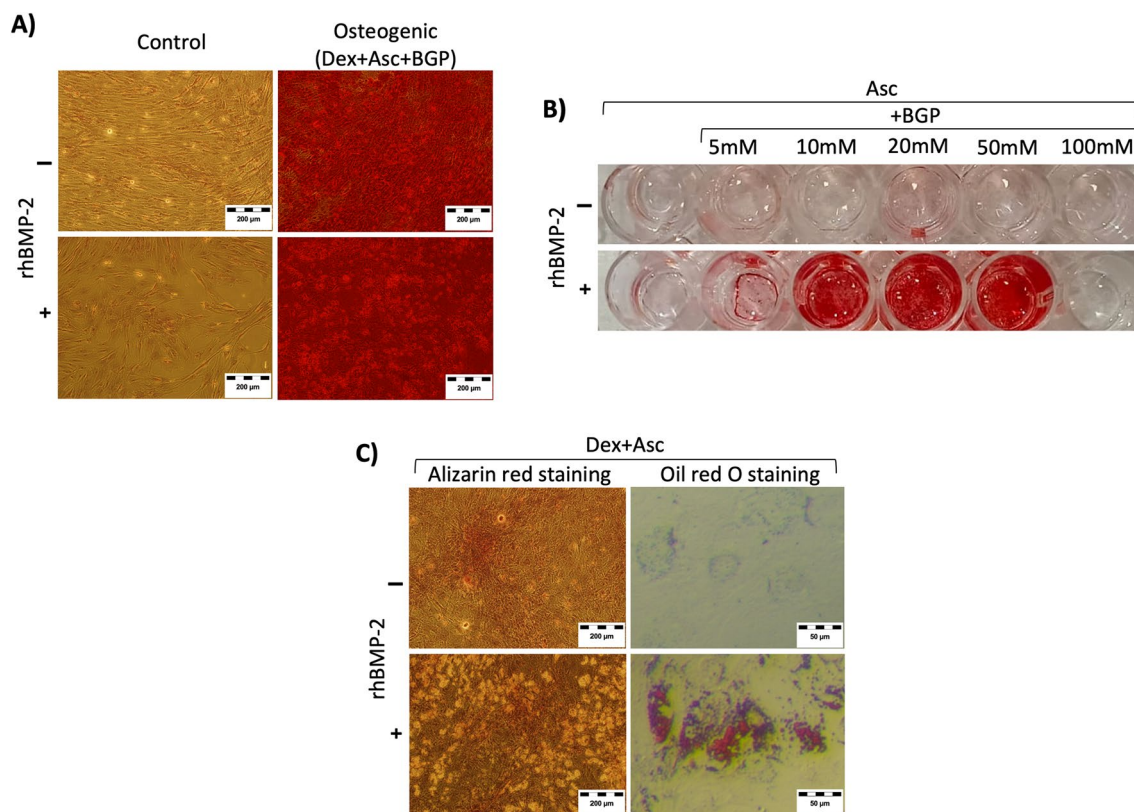 A)
Control
Osteogenic
(Dex+Asc+BGP)
rhBMP-2
–
+
200 µm
200 µm
200 µm
200 µm
B)
Asc
+BGP
5mM 10mM 20mM 50mM 100mM
rhBMP-2
–
+
C)
Dex+Asc
Alizarin red staining Oil red O staining
rhBMP-2
–
+
200 µm
50 µm
200 µm
50 µm